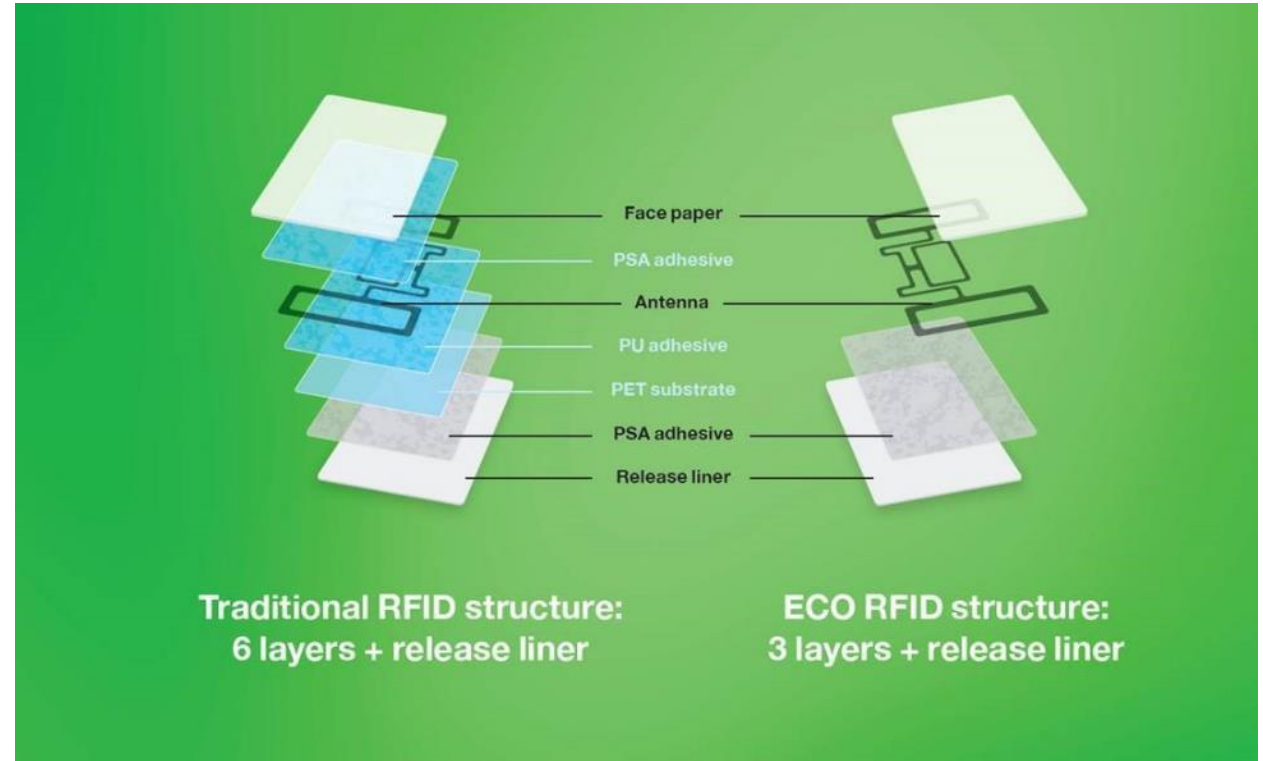 Face paper
PSA adhesive
Antenna
PU adhesive
PET substrate
PSA adhesive
Release liner
Traditional RFID structure:
6 layers + release liner
ECO RFID structure:
3 layers + release liner